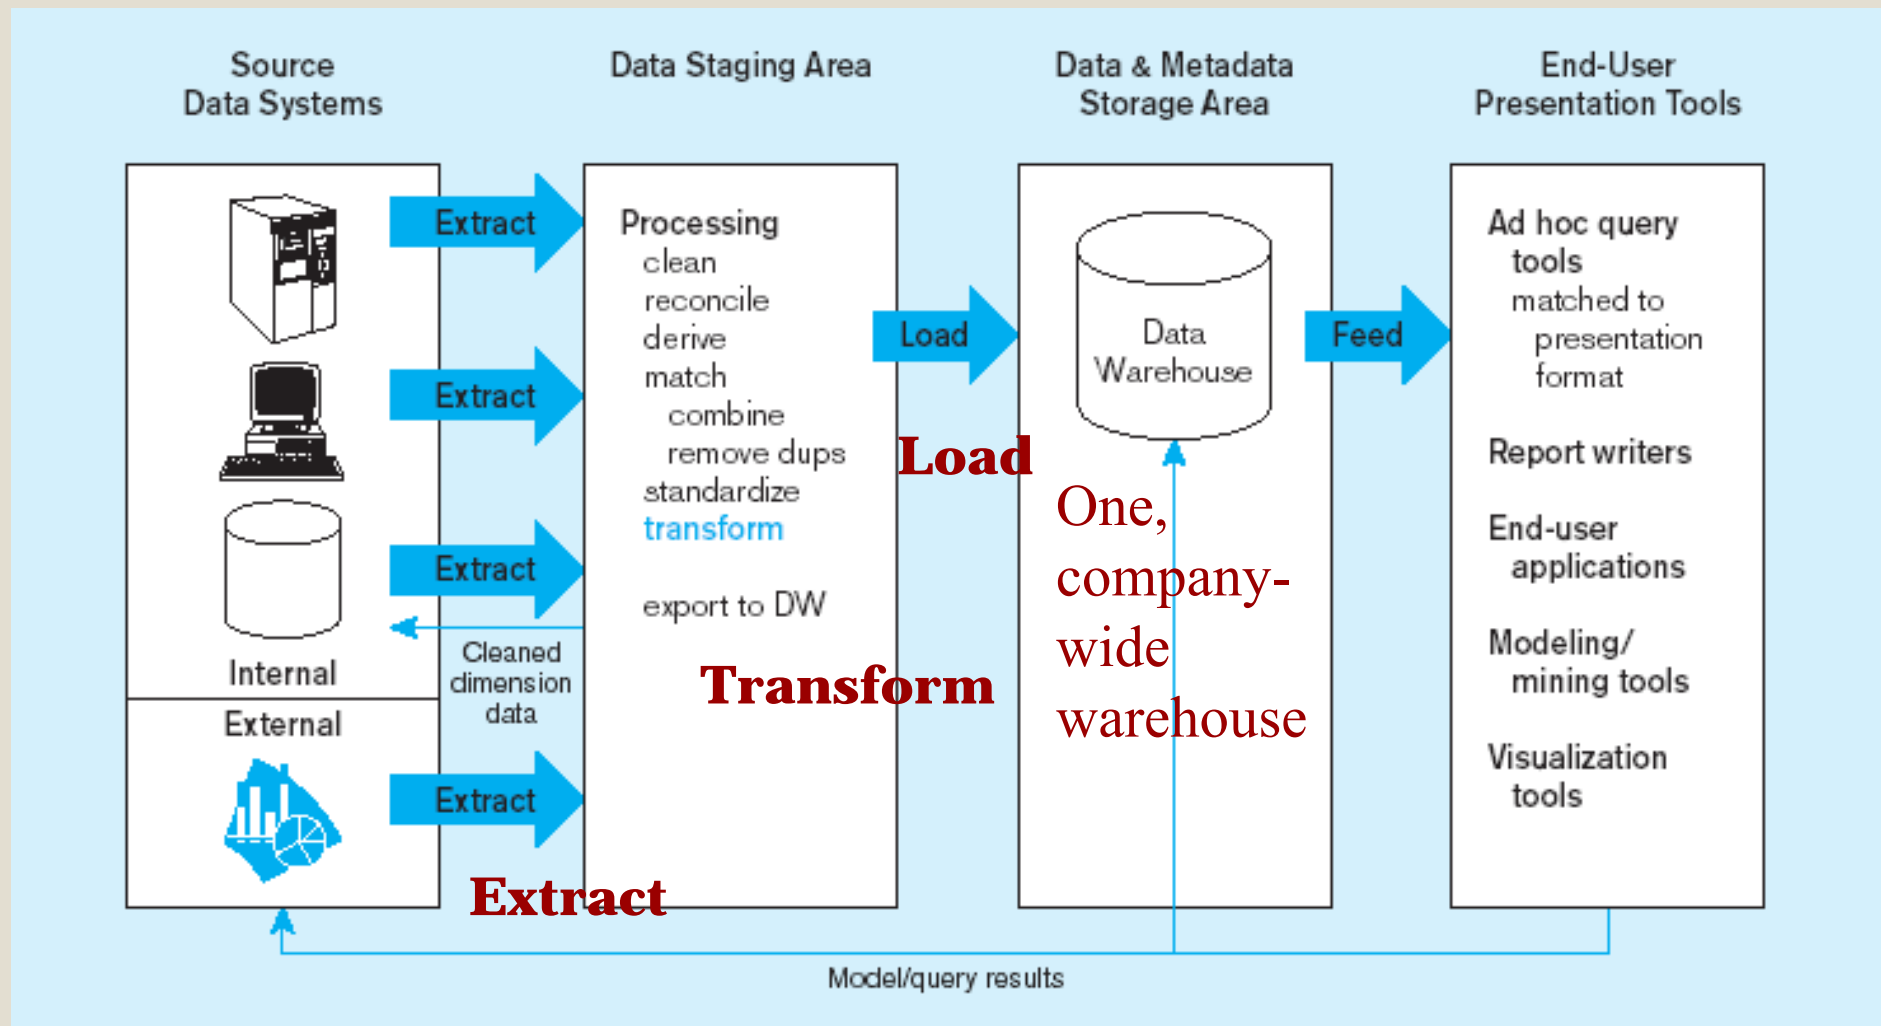 Source
Data Systems
Data Staging Area
Data & Metadata
Storage Area
End-User
Presentation Tools
Extract
Extract
Extract
Extract
Internal
External
Cleaned
dimension
data
Extract
Processing
clean
reconcile
derive
match
combine
remove dups
standardize
transform
export to DW
Transform
Load
Load
Data
Warehouse
One,
company-
wide
warehouse
Feed
Ad hoc query
tools
matched to
presentation
format
Report writers
End-user
applications
Modeling/
mining tools
Visualization
tools
Model/query results